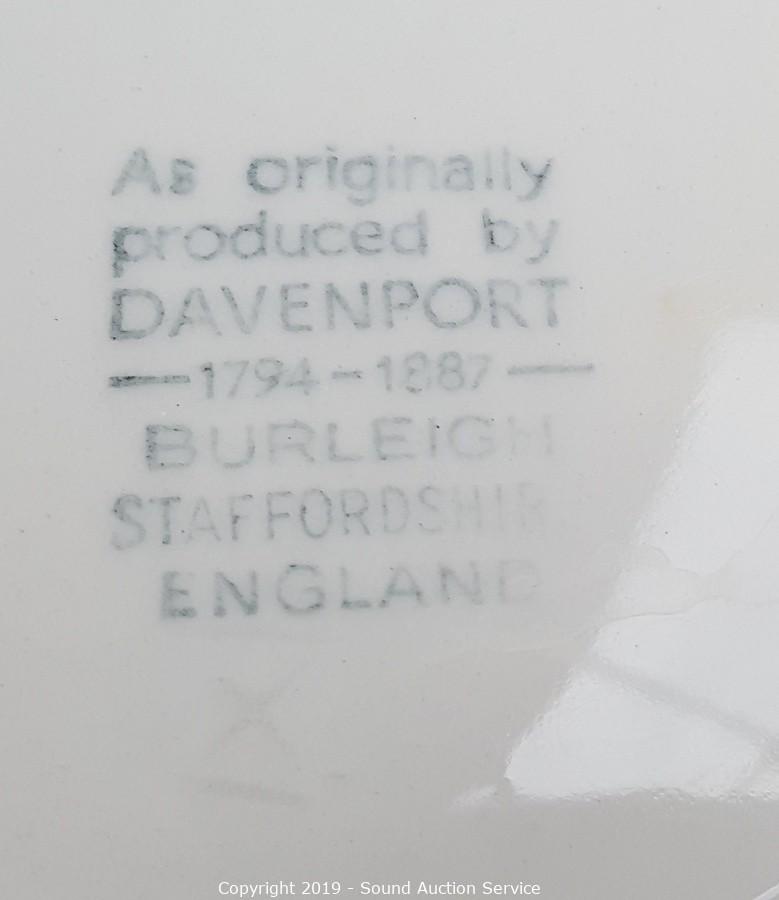 As originally
produced by
DAVENPORT
— 1794 - 1887 —
BURLEIGH
STAFFORDSHIRE
ENGLAND
Copyright 2019 - Sound Auction Service